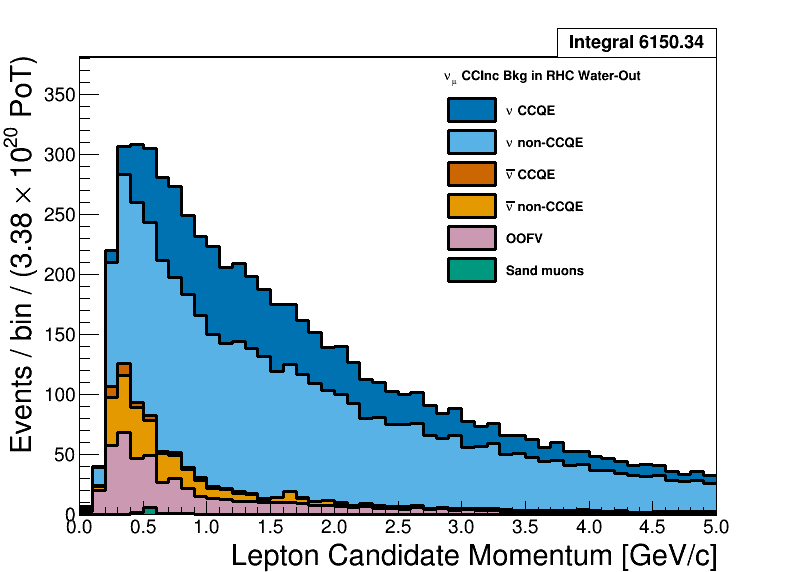 Integral 6150.34
ν_μ CCInc Bkg in RHC Water-Out
ν CCQE
ν non-CCQE
ν̅ CCQE
ν̅ non-CCQE
OOFV
Sand muons
Events / bin / (3.38 × 10^20 PoT)
350
300
250
200
150
100
50
0
0.0 0.5 1.0 1.5 2.0 2.5 3.0 3.5 4.0 4.5 5.0
Lepton Candidate Momentum [GeV/c]